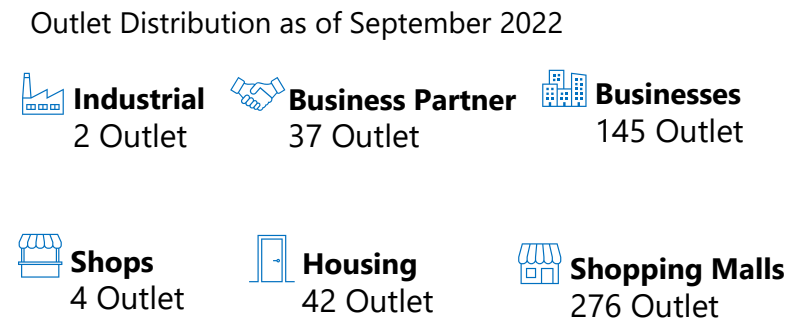 Outlet Distribution as of September 2022
Industrial
2 Outlet
Business Partner
37 Outlet
Businesses
145 Outlet
Shops
4 Outlet
Housing
42 Outlet
Shopping Malls
276 Outlet